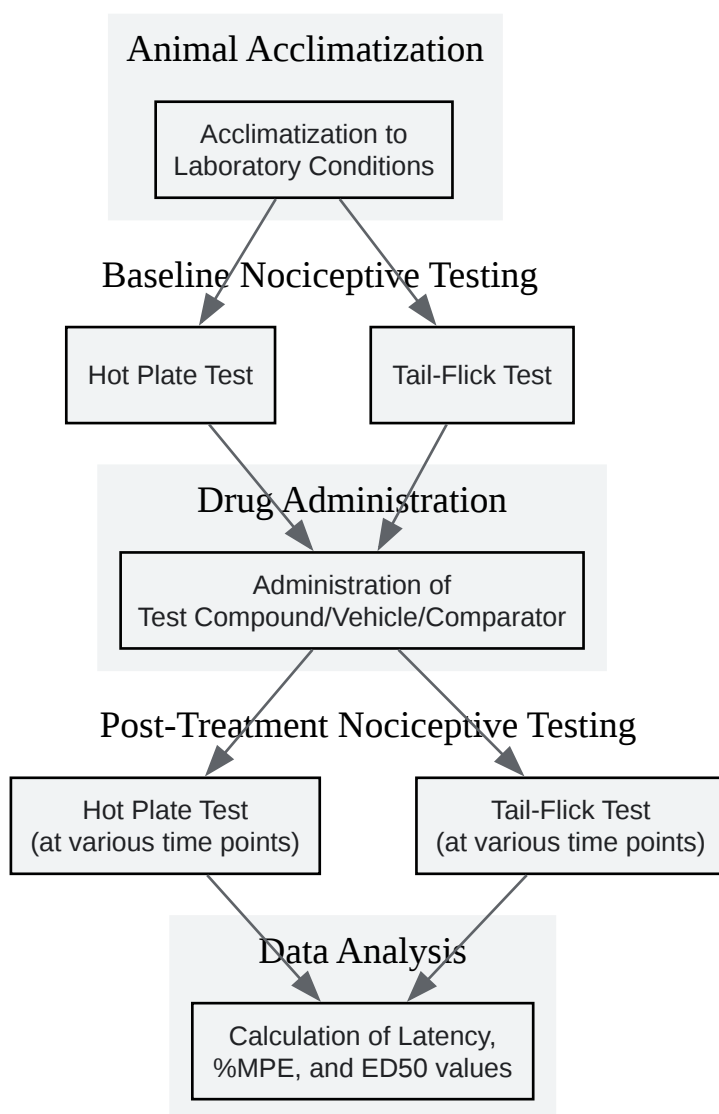 Animal Acclimatization
Acclimatization to
Laboratory Conditions
Baseline Nociceptive Testing
Hot Plate Test
Tail-Flick Test
Drug Administration
Administration of
Test Compound/Vehicle/Comparator
Post-Treatment Nociceptive Testing
Hot Plate Test
(at various time points)
Tail-Flick Test
(at various time points)
Data Analysis
Calculation of Latency,
%MPE, and ED50 values